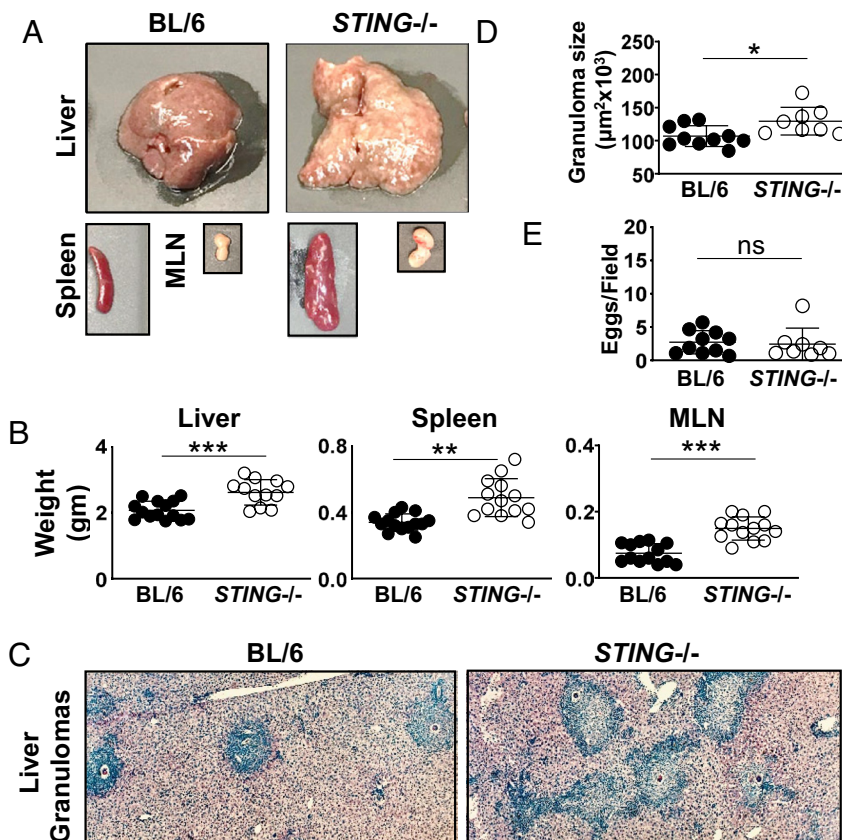 A
BL/6
STING-/-
Liver
Spleen
MLN
D
Granuloma size
(µm²x10³)
250
200
150
100
50
BL/6
STING-/-
*
E
Eggs/Field
20
15
10
5
0
BL/6
STING-/-
ns
B
Weight
(gm)
Liver
***
4
2
0
BL/6
STING-/-
Spleen
**
0.8
0.4
0.0
BL/6
STING-/-
MLN
***
0.4
0.2
0.0
BL/6
STING-/-
C
BL/6
STING-/-
Liver
Granulomas